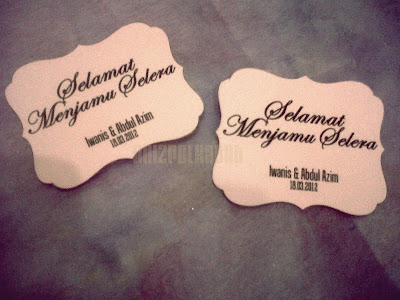 Selamat
Menjamu Selera
Iwanis & Abdul Azim
18.03.2012
Selamat
Menjamu Selera
Iwanis & Abdul Azim
18.03.2012